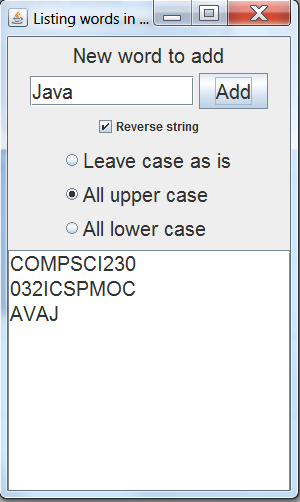 Listing words in ...
New word to add
Java Add
Reverse string
Leave case as is
All upper case
All lower case
COMPSCI230
032ICSPMOC
AVAJ